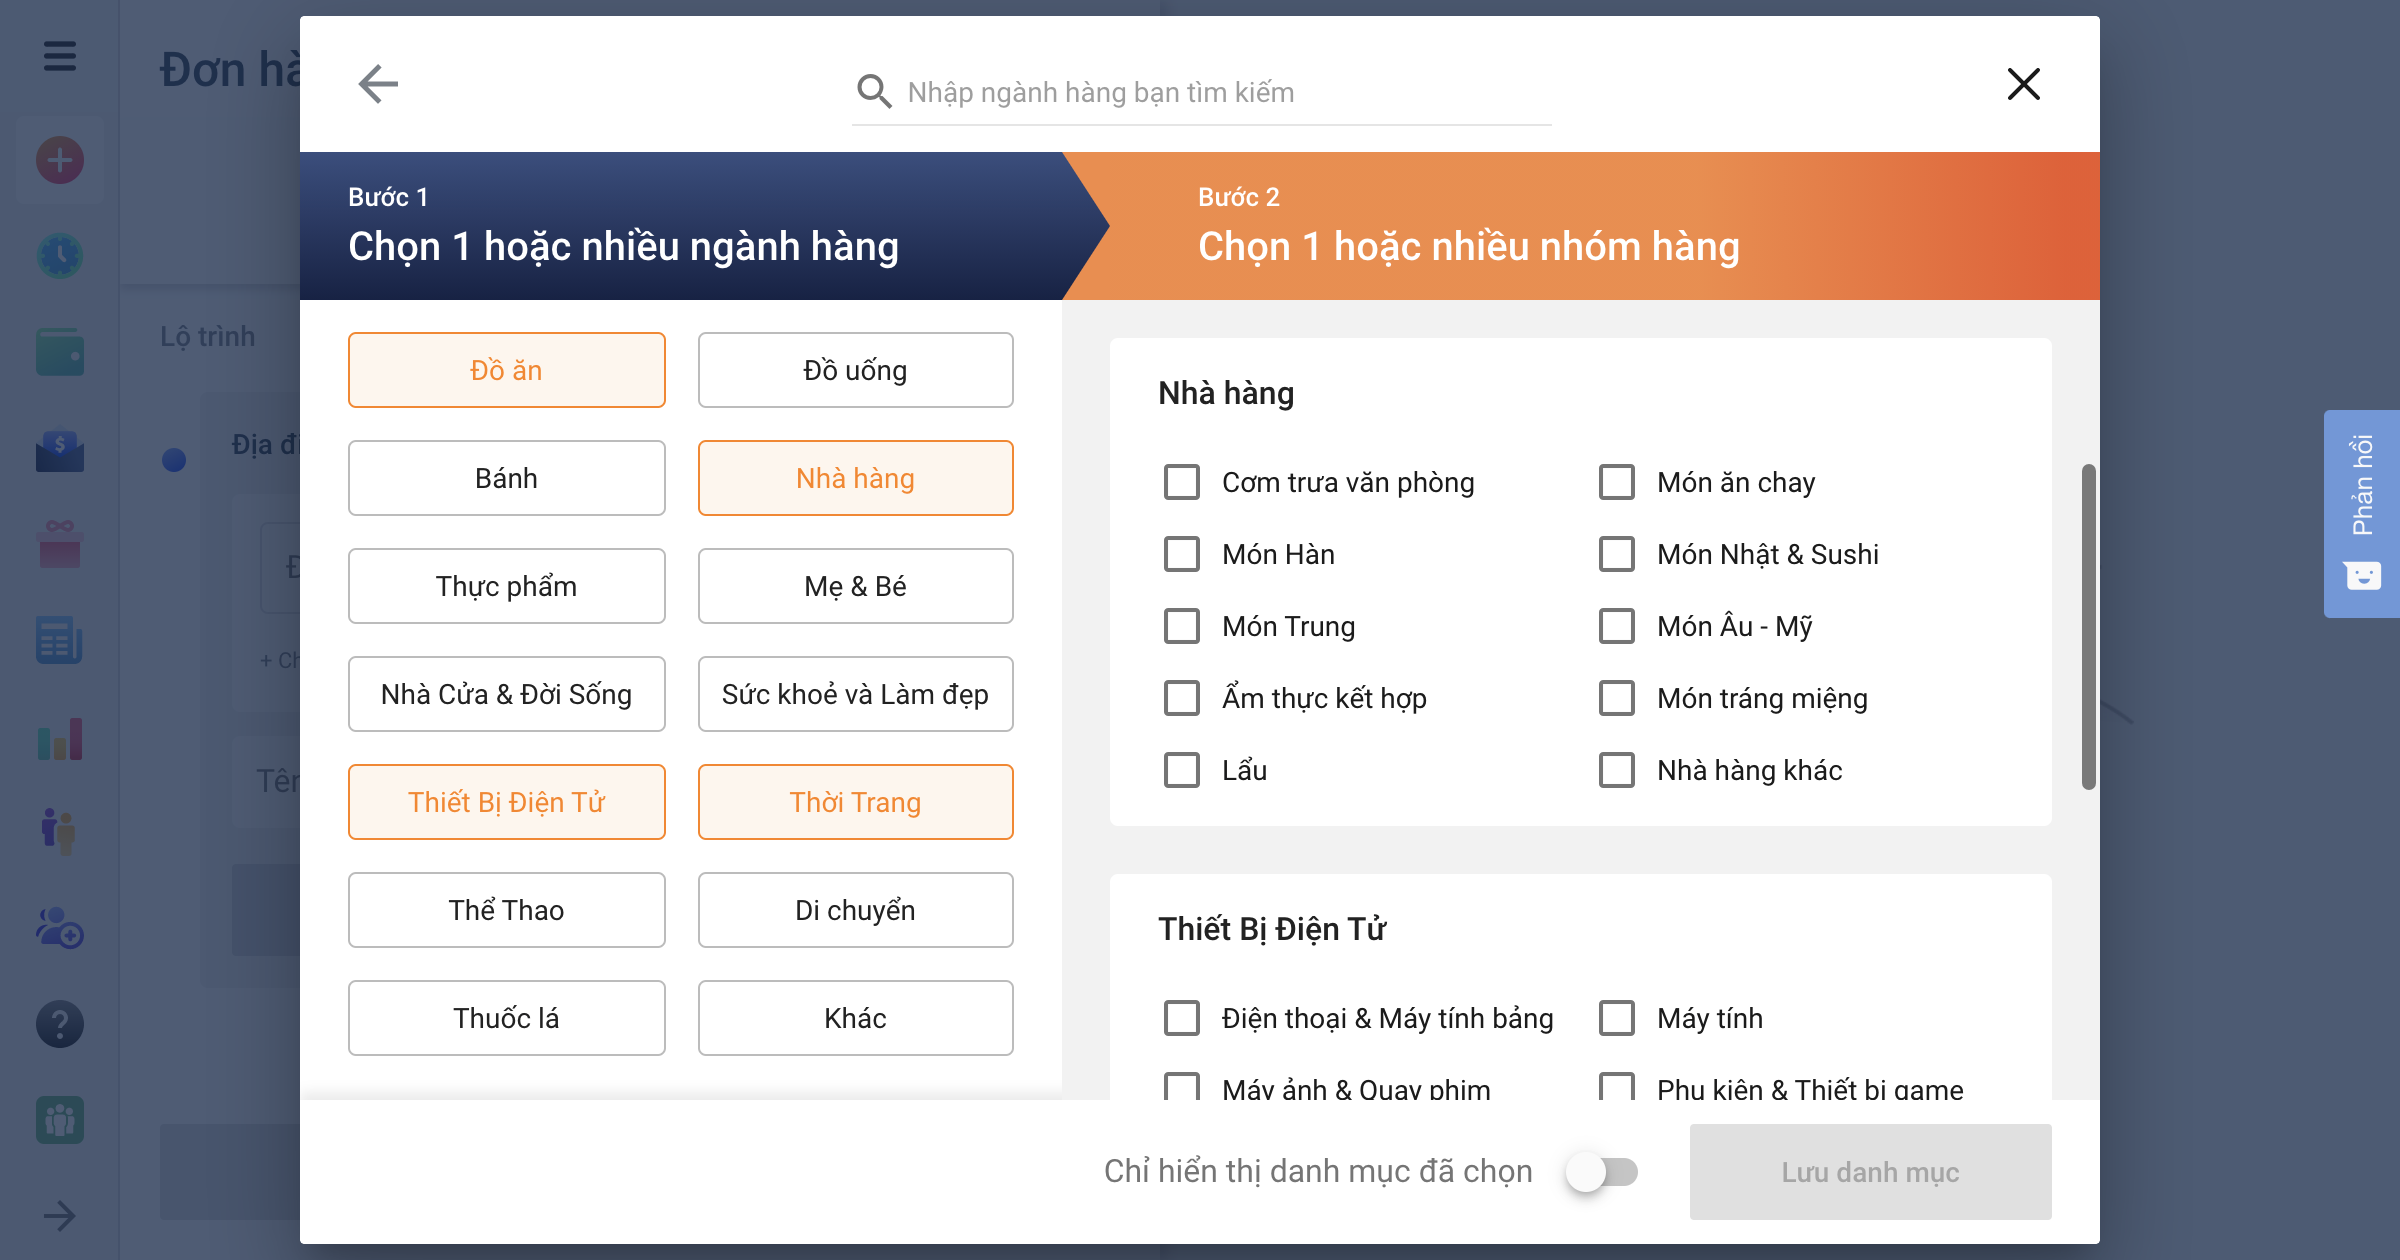 Đơn hà
Nhập ngành hàng bạn tìm kiếm
Bước 1
Chọn 1 hoặc nhiều ngành hàng
Bước 2
Chọn 1 hoặc nhiều nhóm hàng
Lộ trình
Địa đi
+ Ch
Tên
Đồ ăn
Đồ uống
Bánh
Nhà hàng
Thực phẩm
Mẹ & Bé
Nhà Cửa & Đời Sống
Sức khoẻ và Làm đẹp
Thiết Bị Điện Tử
Thời Trang
Thể Thao
Di chuyển
Thuốc lá
Khác
Nhà hàng
Cơm trưa văn phòng
Món ăn chay
Món Hàn
Món Nhật & Sushi
Món Trung
Món Âu - Mỹ
Ẩm thực kết hợp
Món tráng miệng
Lẩu
Nhà hàng khác
Thiết Bị Điện Tử
Điện thoại & Máy tính bảng
Máy tính
Máy ảnh & Quay phim
Phụ kiện & Thiết bị game
Chỉ hiển thị danh mục đã chọn
Lưu danh mục
Phản hồi